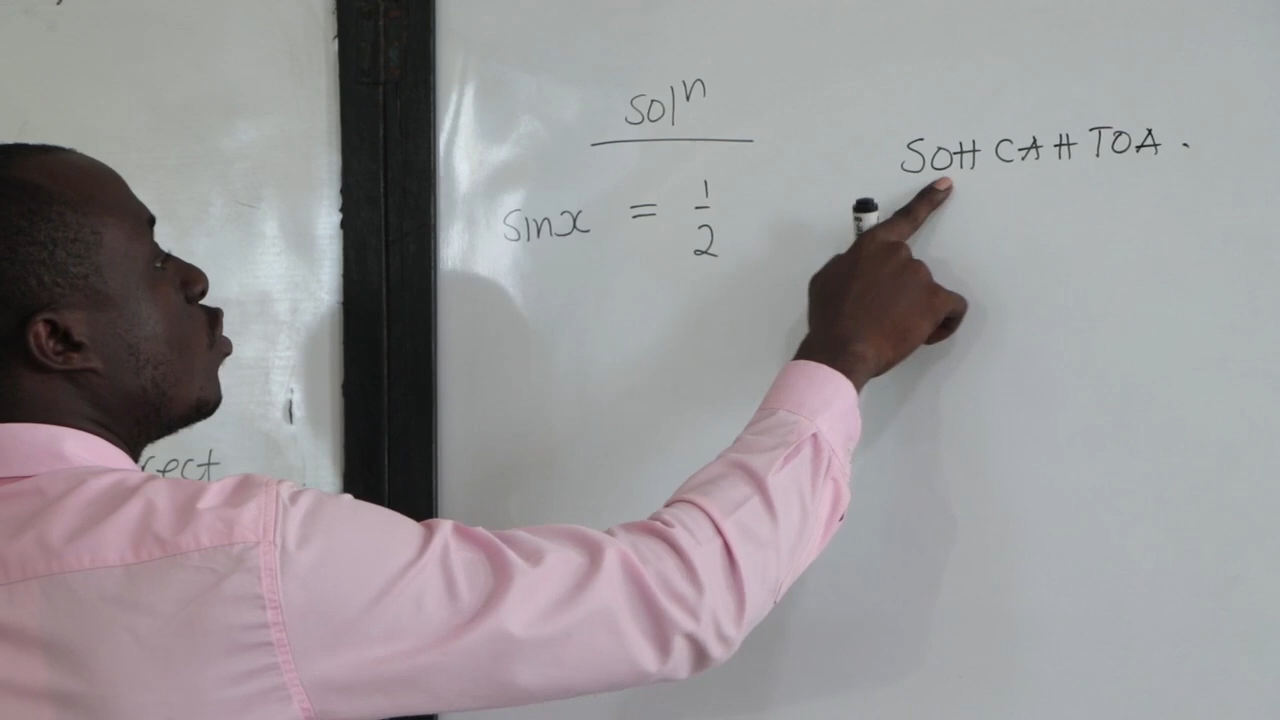 solⁿ
SOH CAH TOA.
sinx = 1/2
rect